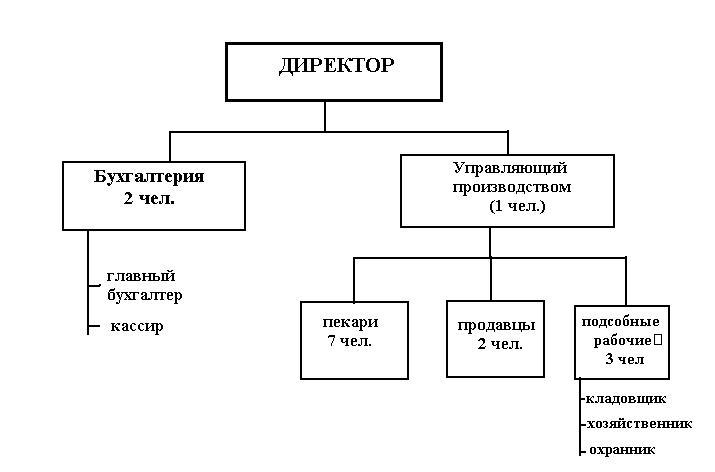 ДИРЕКТОР
Бухгалтерия
2 чел.
главный
бухгалтер
кассир
Управляющий
производством
(1 чел.)
пекари
7 чел.
продавцы
2 чел.
подсобные
рабочие□
3 чел
-кладовщик
-хозяйственник
- охранник